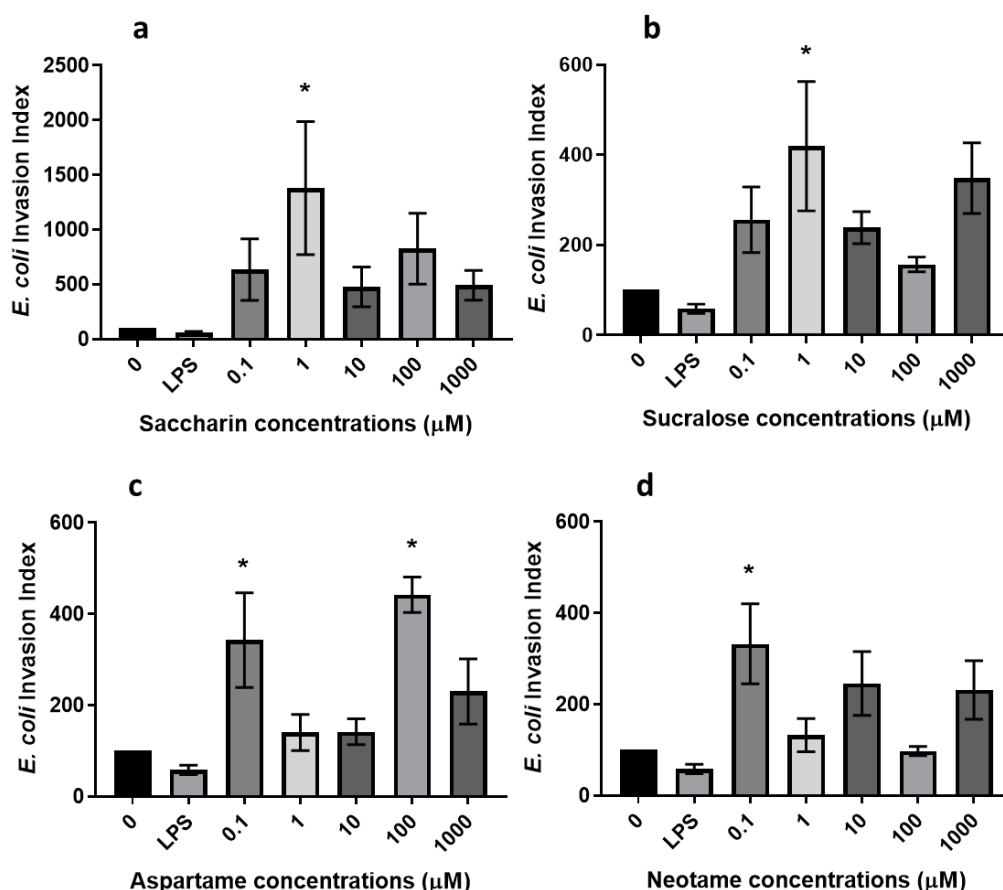 a
E. coli Invasion Index
2500
2000
1500
1000
500
0
*
0 LPS 0.1 1 10 100 1000
Saccharin concentrations (μM)
b
E. coli Invasion Index
600
400
200
0
*
0 LPS 0.1 1 10 100 1000
Sucralose concentrations (μM)
c
E. coli Invasion Index
600
400
200
0
* *
0 LPS 0.1 1 10 100 1000
Aspartame concentrations (μM)
d
E. coli Invasion Index
600
400
200
0
*
0 LPS 0.1 1 10 100 1000
Neotame concentrations (μM)